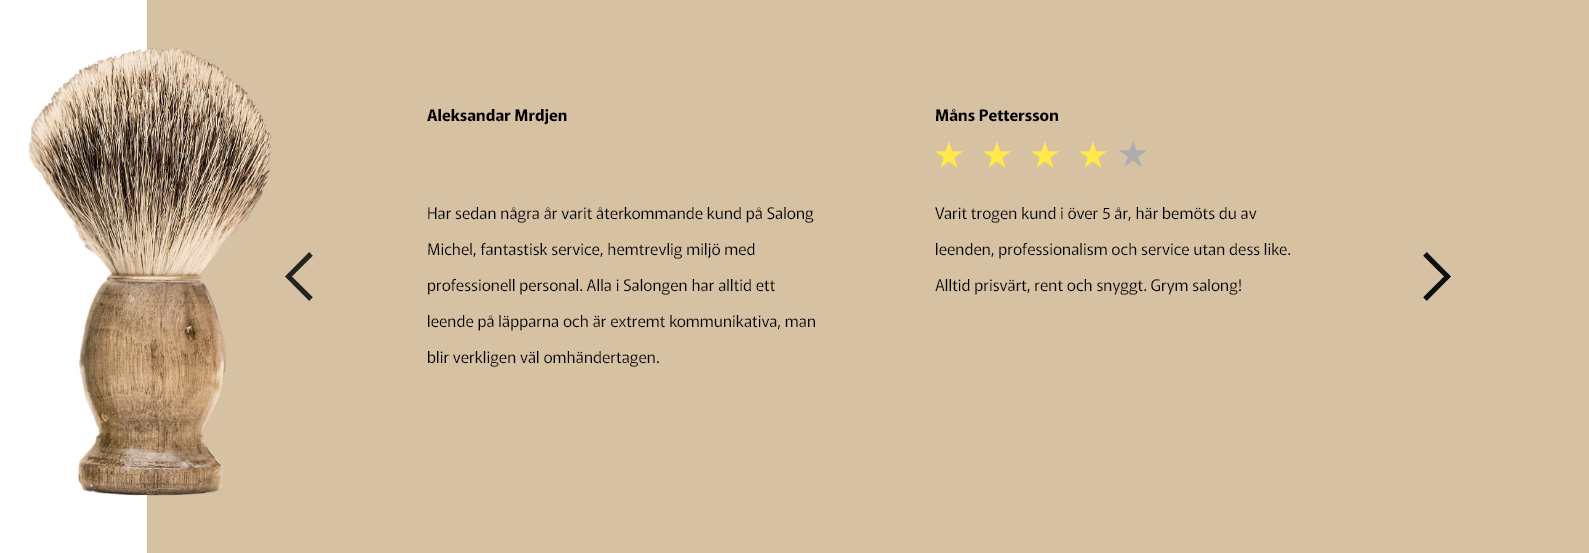 Aleksandar Mrdjen
Har sedan några år varit återkommande kund på Salong
Michel, fantastisk service, hemtrevlig miljö med
professionell personal. Alla i Salongen har alltid ett
leende på läpparna och är extremt kommunikativa, man
blir verkligen väl omhändertagen.
Måns Pettersson
Varit trogen kund i över 5 år, här bemöts du av
leenden, professionalism och service utan dess like.
Alltid prisvärt, rent och snyggt. Grym salong!